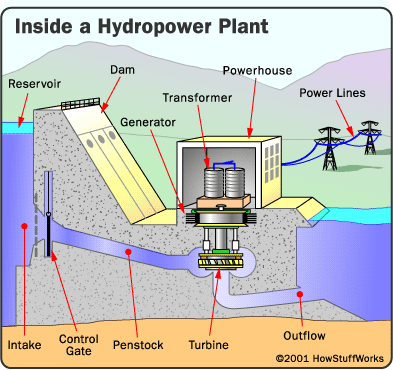 Inside a Hydropower Plant
Dam
Powerhouse
Reservoir
Transformer
Power Lines
Generator
Intake
Control
Gate
Penstock
Turbine
Outflow
©2001 HowStuffWorks